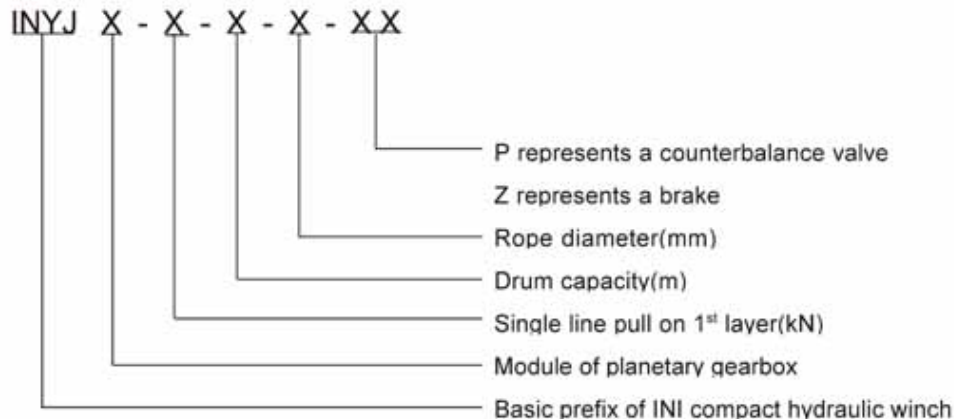 INYJ X - X - X - X - XX
P represents a counterbalance valve
Z represents a brake
Rope diameter(mm)
Drum capacity(m)
Single line pull on 1st layer(kN)
Module of planetary gearbox
Basic prefix of INI compact hydraulic winch